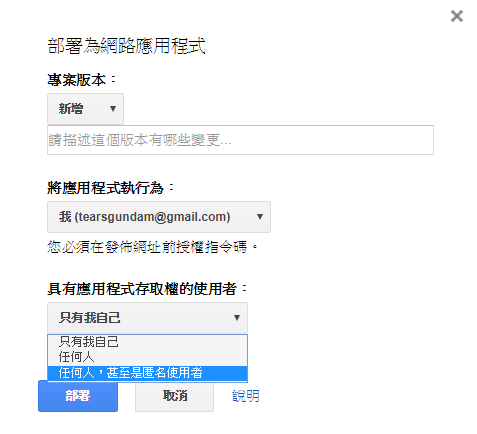 部署為網路應用程式
專案版本：
新增
請描述這個版本有哪些變更...
將應用程式執行為：
我 (tearsgundam@gmail.com)
您必須在發佈網址前授權指令碼。
具有應用程式存取權的使用者：
只有我自己
只有我自己
任何人
任何人，甚至是匿名使用者
部署 取消 說明